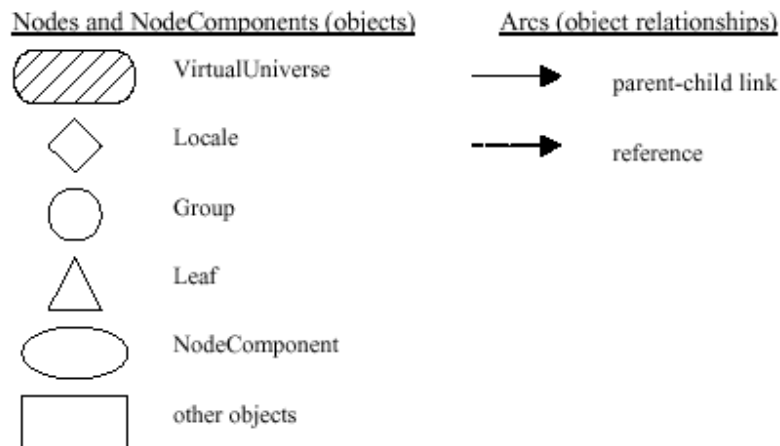 Nodes and NodeComponents (objects)
Arcs (object relationships)
VirtualUniverse
Locale
Group
Leaf
NodeComponent
other objects
parent-child link
reference